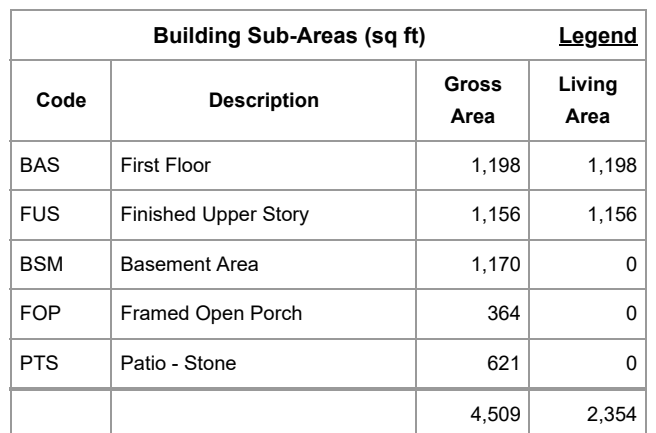 Building Sub-Areas (sq ft) Legend
Code Description Gross Area Living Area
BAS First Floor 1,198 1,198
FUS Finished Upper Story 1,156 1,156
BSM Basement Area 1,170 0
FOP Framed Open Porch 364 0
PTS Patio - Stone 621 0
4,509 2,354